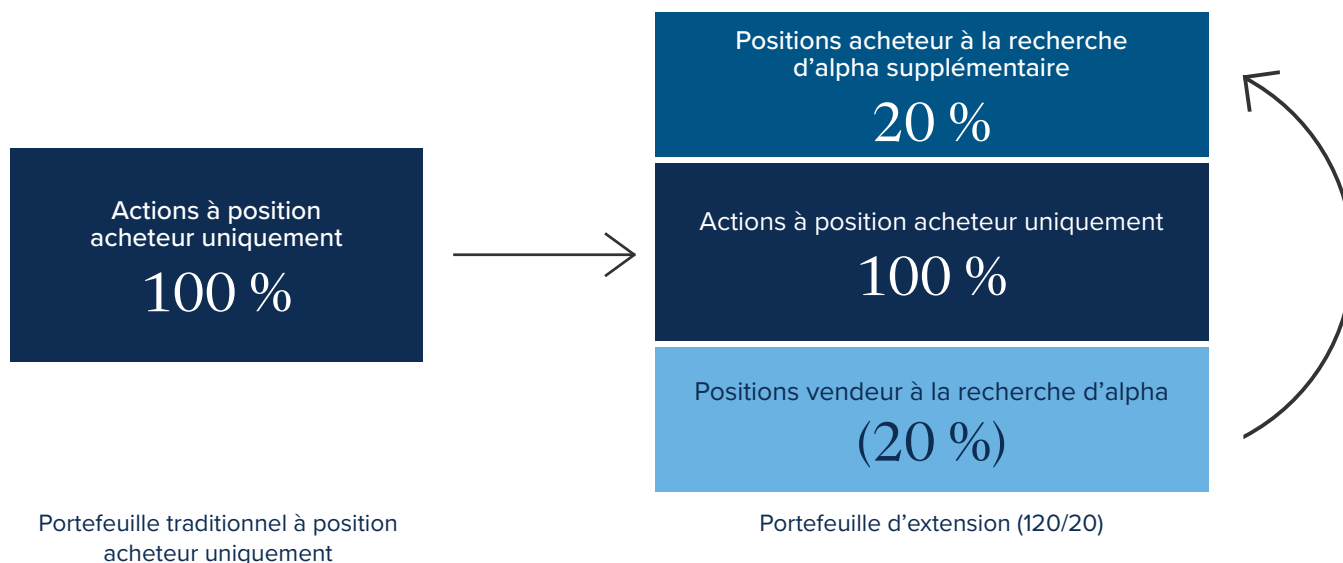 Actions à position
acheteur uniquement
100 %
Portefeuille traditionnel à position
acheteur uniquement
Positions acheteur à la recherche
d’alpha supplémentaire
20 %
Actions à position acheteur uniquement
100 %
Positions vendeur à la recherche d’alpha
(20 %)
Portefeuille d’extension (120/20)